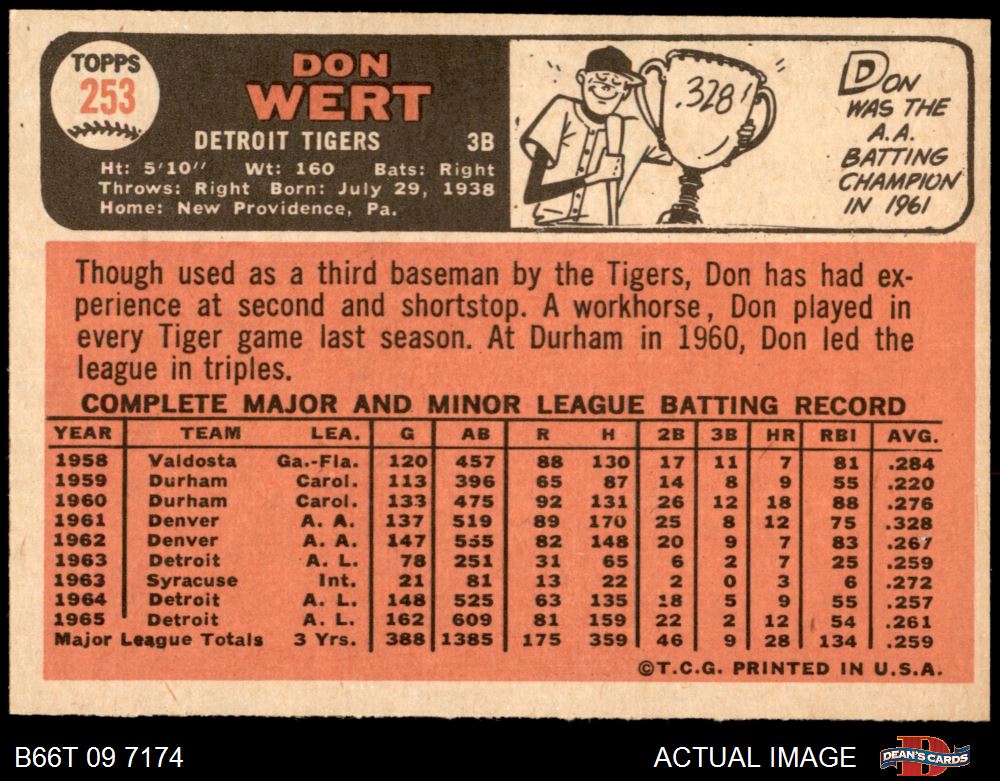 TOPPS
253
DON
WERT
DETROIT TIGERS 3B
Ht: 5'10" Wt: 160 Bats: Right
Throws: Right Born: July 29, 1938
Home: New Providence, Pa.
.328!
DON
WAS THE
A.A.
BATTING
CHAMPION
IN 1961
Though used as a third baseman by the Tigers, Don has had ex-
perience at second and shortstop. A workhorse, Don played in
every Tiger game last season. At Durham in 1960, Don led the
league in triples.
COMPLETE MAJOR AND MINOR LEAGUE BATTING RECORD
YEAR TEAM LEA. G AB R H 2B 3B HR RBI AVG.
1958 Valdosta Ga.-Fla. 120 457 88 130 17 11 7 81 .284
1959 Durham Carol. 113 396 65 87 14 8 9 55 .220
1960 Durham Carol. 133 475 92 131 26 12 18 88 .276
1961 Denver A. A. 137 519 89 170 25 8 12 75 .328
1962 Denver A. A. 147 555 82 148 20 9 7 83 .267
1963 Detroit A. L. 78 251 31 65 6 2 7 25 .259
1963 Syracuse Int. 21 81 13 22 2 0 3 6 .272
1964 Detroit A. L. 148 525 63 135 18 5 9 55 .257
1965 Detroit A. L. 162 609 81 159 22 2 12 54 .261
Major League Totals 3 Yrs. 388 1385 175 359 46 9 28 134 .259
©T.C.G. PRINTED IN U.S.A.
B66T 09 7174 ACTUAL IMAGE DEAN'S CARDS